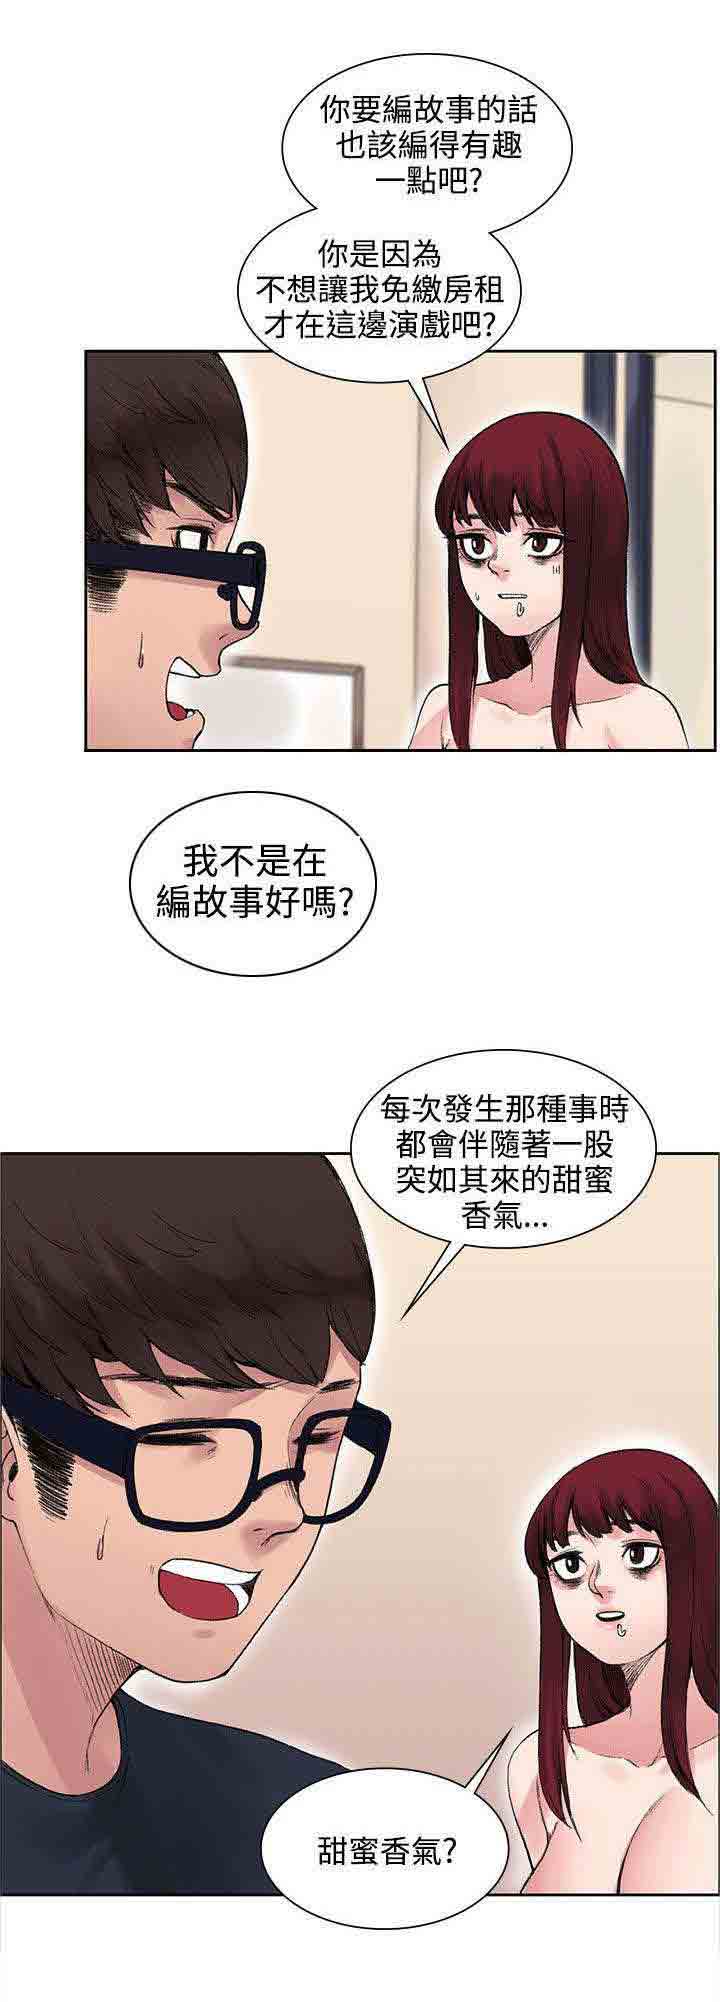 你要編故事的話
也該編得有趣
一點吧?
你是因為
不想讓我免繳房租
才在這邊演戲吧?
我不是在
編故事好嗎?
每次發生那種事時
都會伴隨著一股
突如其來的甜蜜
香氣...
甜蜜香氣?